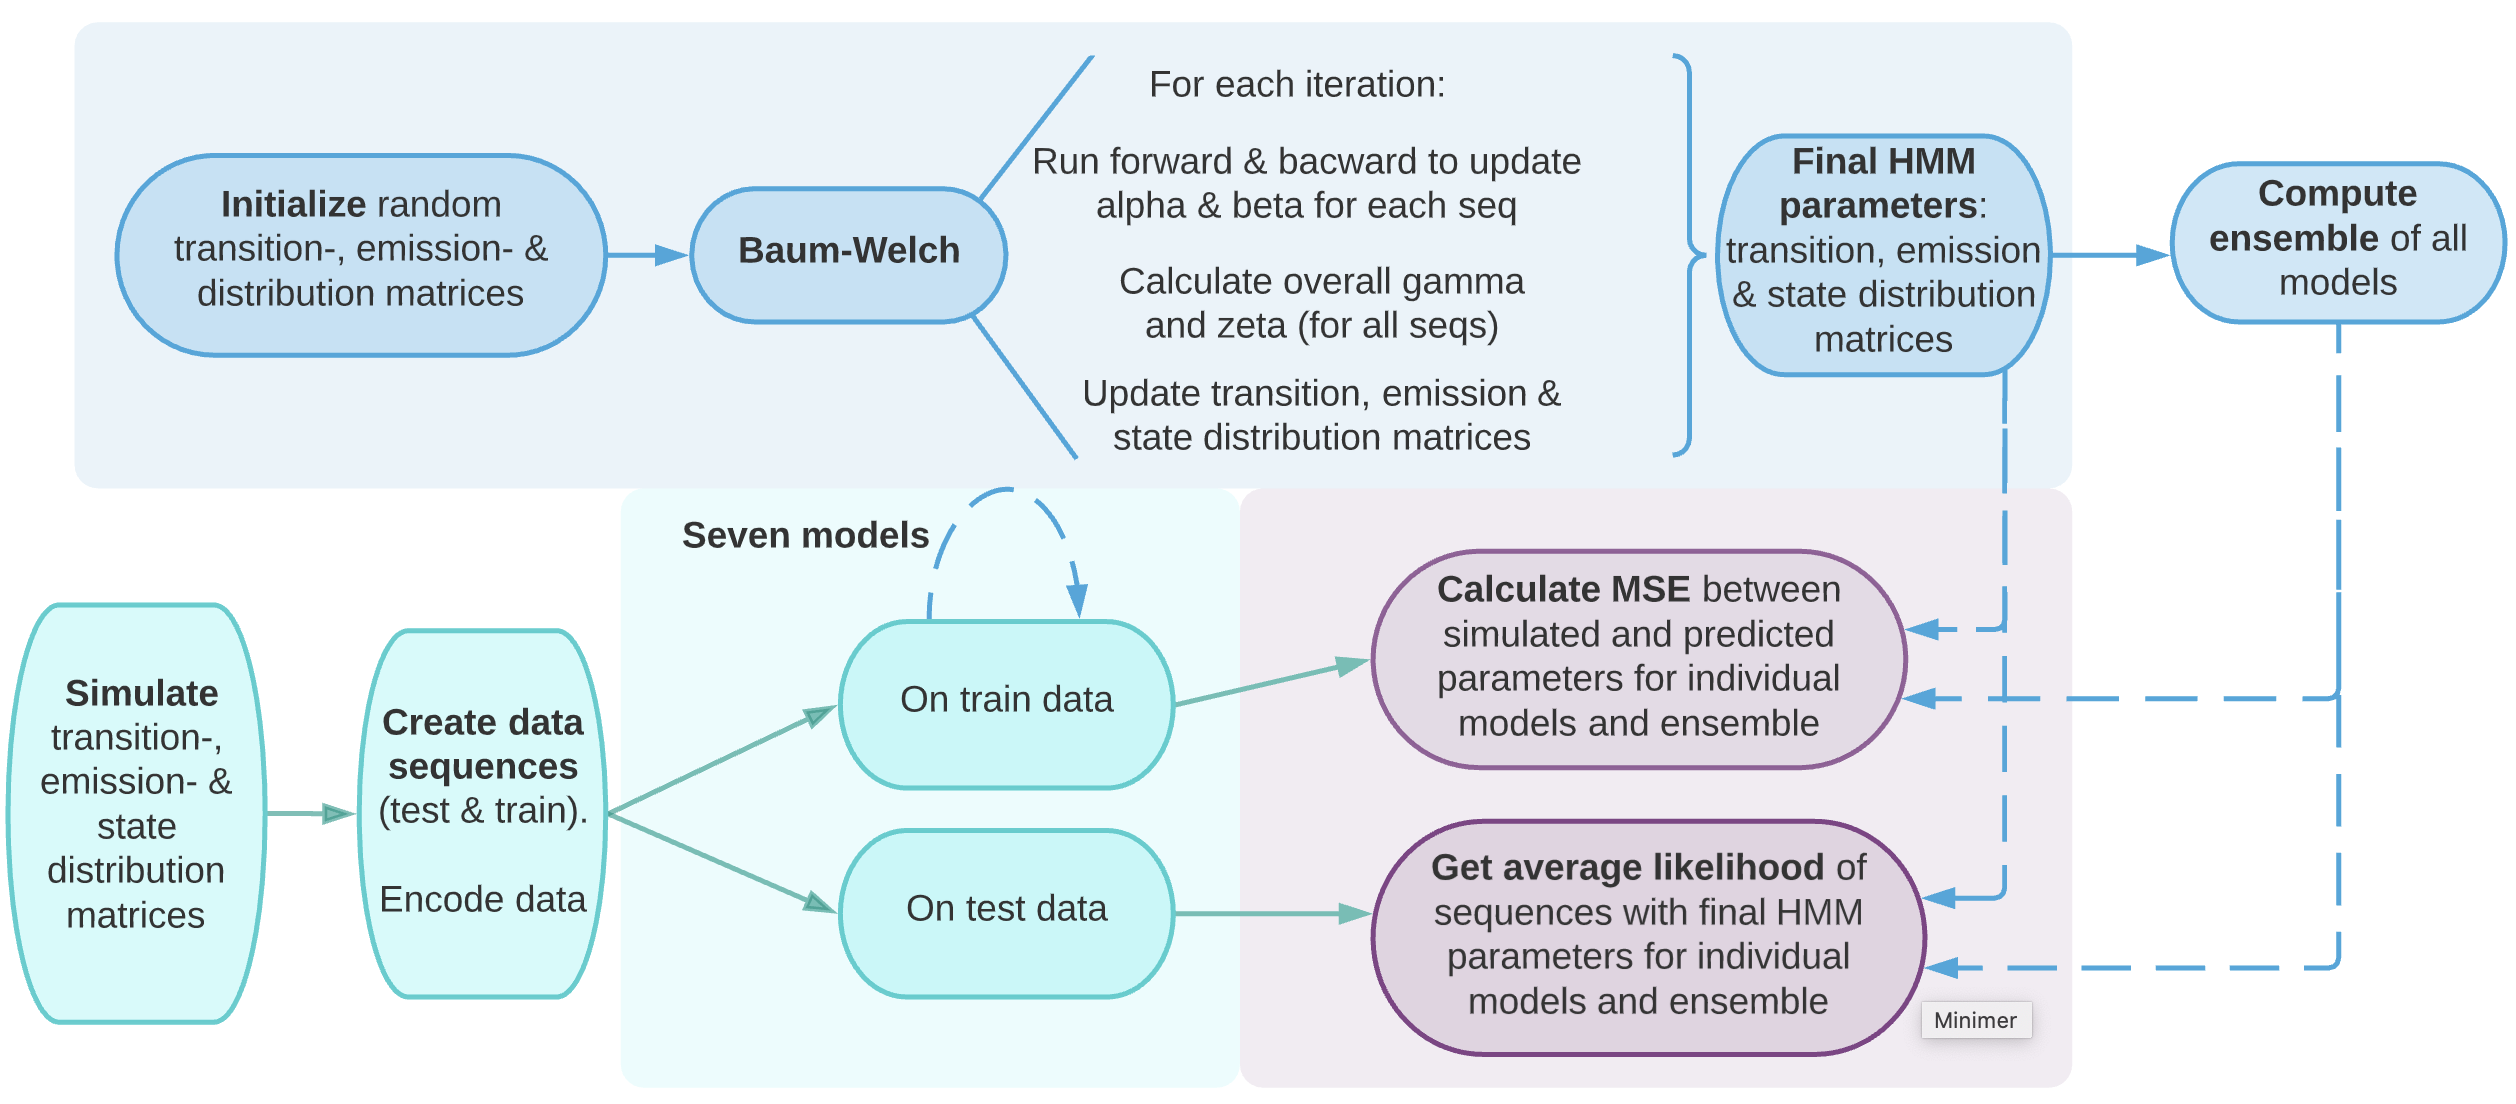 Initialize random
transition-, emission- &
distribution matrices
Baum-Welch
For each iteration:
Run forward & bacward to update
alpha & beta for each seq
Calculate overall gamma
and zeta (for all seqs)
Update transition, emission &
state distribution matrices
Final HMM
parameters:
transition, emission
& state distribution
matrices
Compute
ensemble of all
models
Seven models
Simulate
transition-,
emission- &
state
distribution
matrices
Create data
sequences
(test & train).
Encode data
On train data
On test data
Calculate MSE between
simulated and predicted
parameters for individual
models and ensemble
Get average likelihood of
sequences with final HMM
parameters for individual
models and ensemble
Minimer